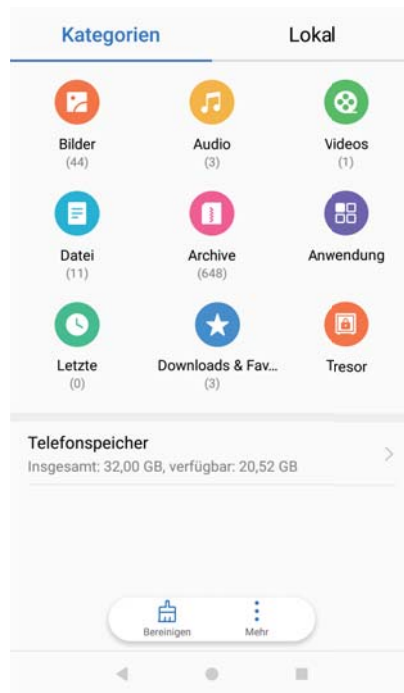 Kategorien Lokal
Bilder Audio Videos
(44) (3) (1)
Datei Archive Anwendung
(11) (648)
Letzte Downloads & Fav... Tresor
(0) (3)
Telefonspeicher
Insgesamt: 32,00 GB, verfügbar: 20,52 GB
Bereinigen Mehr